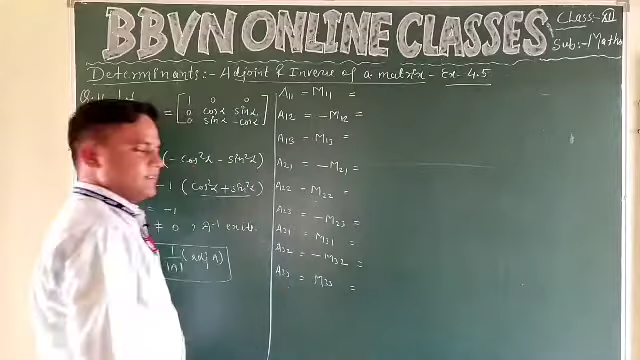 BBVN ONLINE CLASSES
Class:-XII
Sub:-Maths
Determinants:- Adjoint & Inverse of a matrix - Ex- 4.5
= [1 0 0
0 cosα sinα
0 sinα -cosα]
(- cos²α - sin²α)
- 1 (cos²α + sin²α)
= -1
≠ 0 , A⁻¹ exists
1/|A| (adj A)
A11 = M11 =
A12 = -M12 =
A13 = M13 =
A21 = -M21 =
A22 = M22 =
A23 = -M23 =
A31 = M31 =
A32 = -M32 =
A33 = M33 =